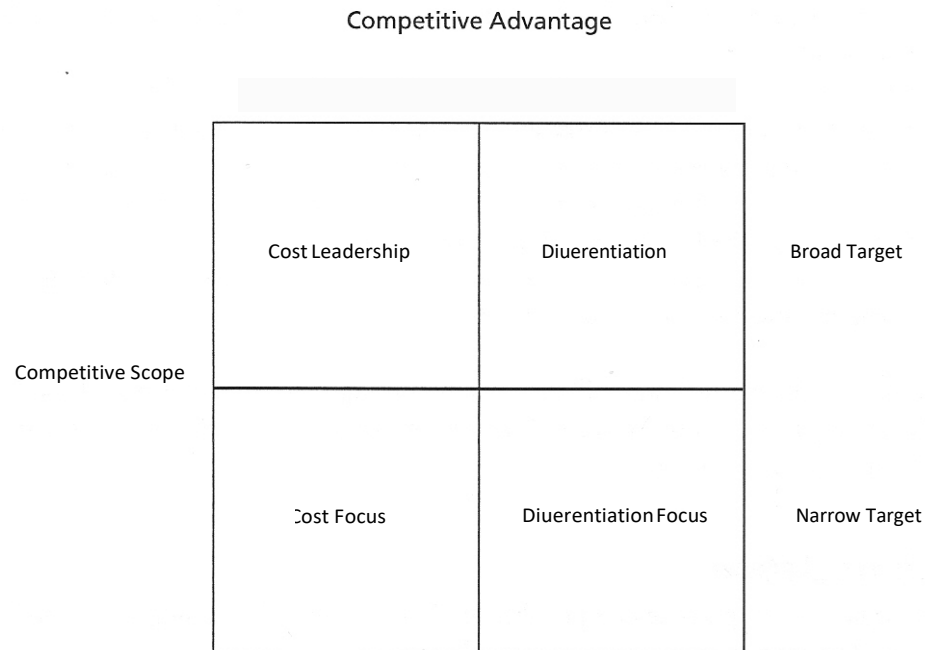 Competitive Advantage
Cost Leadership
Diuerentiation
Broad Target
Competitive Scope
Cost Focus
Diuerentiation Focus
Narrow Target